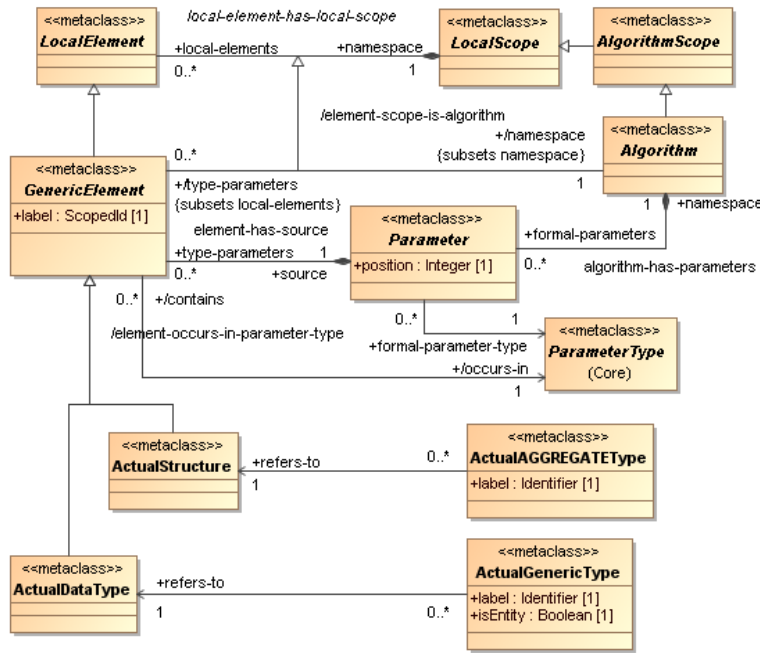 local-element-has-local-scope
<<metaclass>>
LocalElement
+local-elements
0..*
+namespace
1
<<metaclass>>
LocalScope
<<metaclass>>
AlgorithmScope
/element-scope-is-algorithm
0..*
+/type-parameters
{subsets local-elements}
+/namespace
{subsets namespace}
1
<<metaclass>>
Algorithm
1
+namespace
<<metaclass>>
GenericElement
+label : ScopedId [1]
element-has-source
+type-parameters
0..*
1
+source
<<metaclass>>
Parameter
+position : Integer [1]
+formal-parameters
0..*
algorithm-has-parameters
0..*
+/contains
/element-occurs-in-parameter-type
0..*
1
+formal-parameter-type
+/occurs-in
1
<<metaclass>>
ParameterType
(Core)
<<metaclass>>
ActualStructure
+refers-to
1
0..*
<<metaclass>>
ActualAGGREGATEType
+label : Identifier [1]
<<metaclass>>
ActualDataType
+refers-to
1
0..*
<<metaclass>>
ActualGenericType
+label : Identifier [1]
+isEntity : Boolean [1]